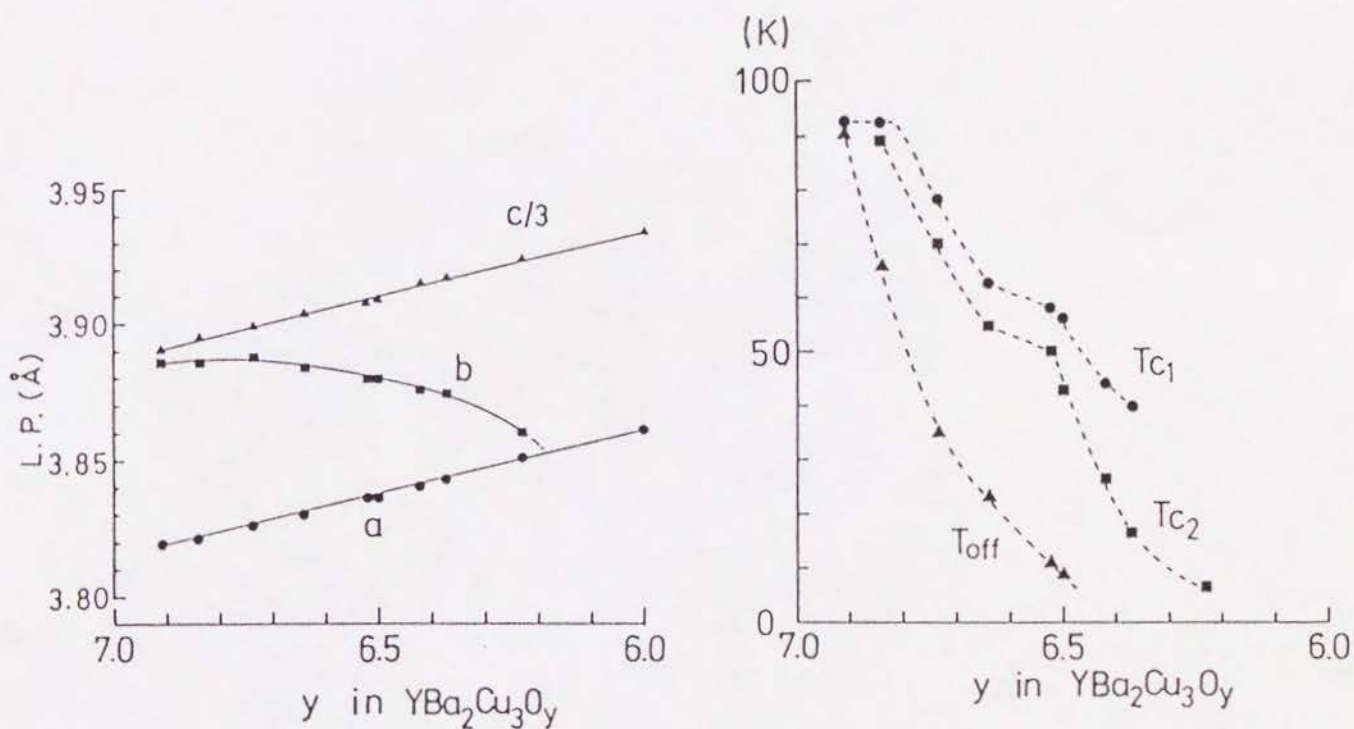 3.95
3.90
3.85
3.80
L.P. (Å)
c/3
b
a
7.0
6.5
6.0
y in YBa₂Cu₃Oy
(K)
100
50
0
Tc₁
Tc₂
Toff
7.0
6.5
6.0
y in YBa₂Cu₃Oy